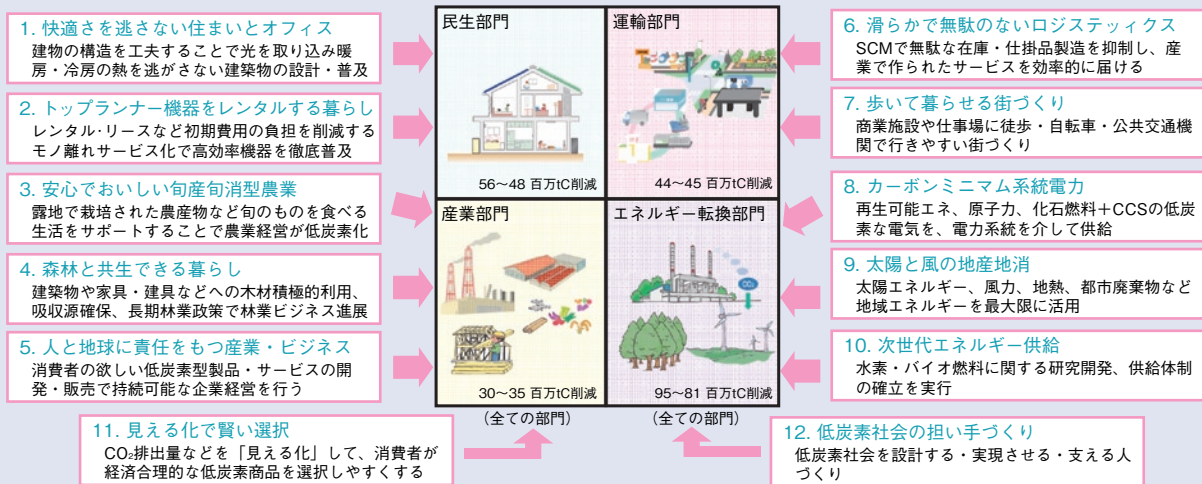 1. 快適さを逃さない住まいとオフィス
建物の構造を工夫することで光を取り込み暖
房・冷房の熱を逃がさない建築物の設計・普及
2. トップランナー機器をレンタルする暮らし
レンタル・リースなど初期費用の負担を削減する
モノ離れサービス化で高効率機器を徹底普及
3. 安心でおいしい旬産旬消型農業
露地で栽培された農産物など旬のものを食べる
生活をサポートすることで農業経営が低炭素化
4. 森林と共生できる暮らし
建築物や家具・建具などへの木材積極的利用、
吸収源確保、長期林業政策で林業ビジネス進展
5. 人と地球に責任をもつ産業・ビジネス
消費者の欲しい低炭素型製品・サービスの開
発・販売で持続可能な企業経営を行う
民生部門
56~48 百万tC削減
運輸部門
44~45 百万tC削減
産業部門
30~35 百万tC削減
エネルギー転換部門
CO₂
95~81 百万tC削減
(全ての部門)
(全ての部門)
6. 滑らかで無駄のないロジスティックス
SCMで無駄な在庫・仕掛品製造を抑制し、産
業で作られたサービスを効率的に届ける
7. 歩いて暮らせる街づくり
商業施設や仕事場に徒歩・自転車・公共交通機
関で行きやすい街づくり
8. カーボンミニマム系統電力
再生可能エネ、原子力、化石燃料+CCSの低炭
素な電気を、電力系統を介して供給
9. 太陽と風の地産地消
太陽エネルギー、風力、地熱、都市廃棄物など
地域エネルギーを最大限に活用
10. 次世代エネルギー供給
水素・バイオ燃料に関する研究開発、供給体制
の確立を実行
11. 見える化で賢い選択
CO₂排出量などを「見える化」して、消費者が
経済合理的な低炭素商品を選択しやすくする
12. 低炭素社会の担い手づくり
低炭素社会を設計する・実現させる・支える人
づくり